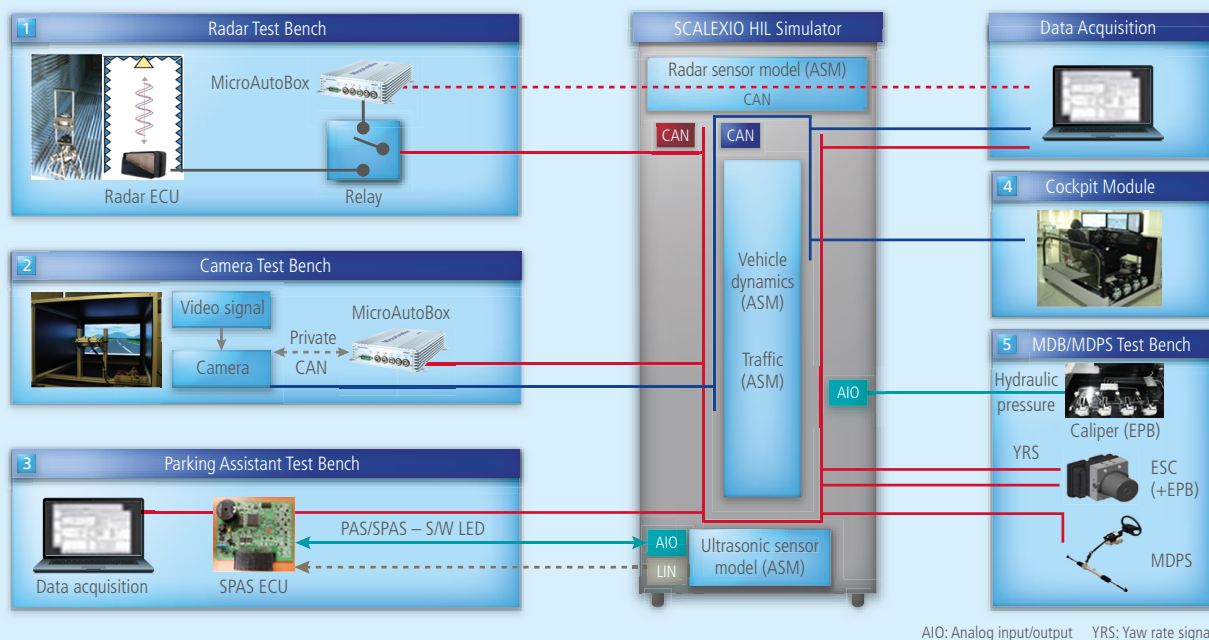 1 Radar Test Bench
MicroAutoBox
Radar ECU
Relay
2 Camera Test Bench
Video signal
Camera
Private
CAN
MicroAutoBox
3 Parking Assistant Test Bench
Data acquisition
SPAS ECU
PAS/SPAS – S/W LED
SCALEXIO HIL Simulator
Radar sensor model (ASM)
CAN
CAN
CAN
Vehicle
dynamics
(ASM)
Traffic
(ASM)
AIO
AIO
LIN
Ultrasonic sensor
model (ASM)
Data Acquisition
4 Cockpit Module
5 MDB/MDPS Test Bench
Hydraulic
pressure
Caliper (EPB)
YRS
ESC
(+EPB)
MDPS
AIO: Analog input/output YRS: Yaw rate signa